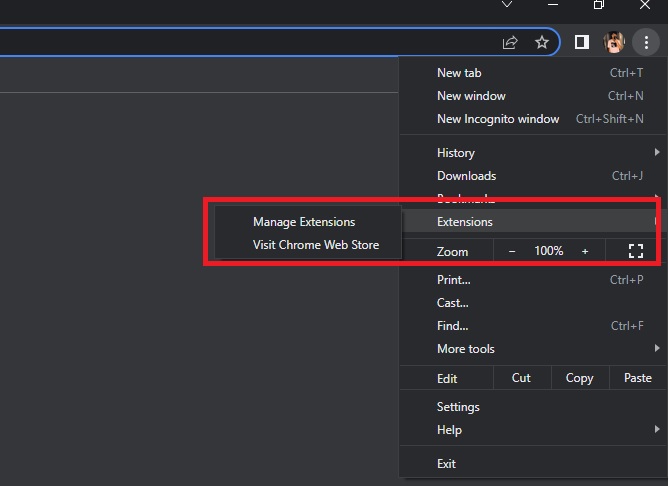 New tab Ctrl+T
New window Ctrl+N
New Incognito window Ctrl+Shift+N
History
Downloads Ctrl+J
Bookmarks
Extensions
Manage Extensions
Visit Chrome Web Store
Zoom − 100% +
Print... Ctrl+P
Cast...
Find... Ctrl+F
More tools
Edit Cut Copy Paste
Settings
Help
Exit